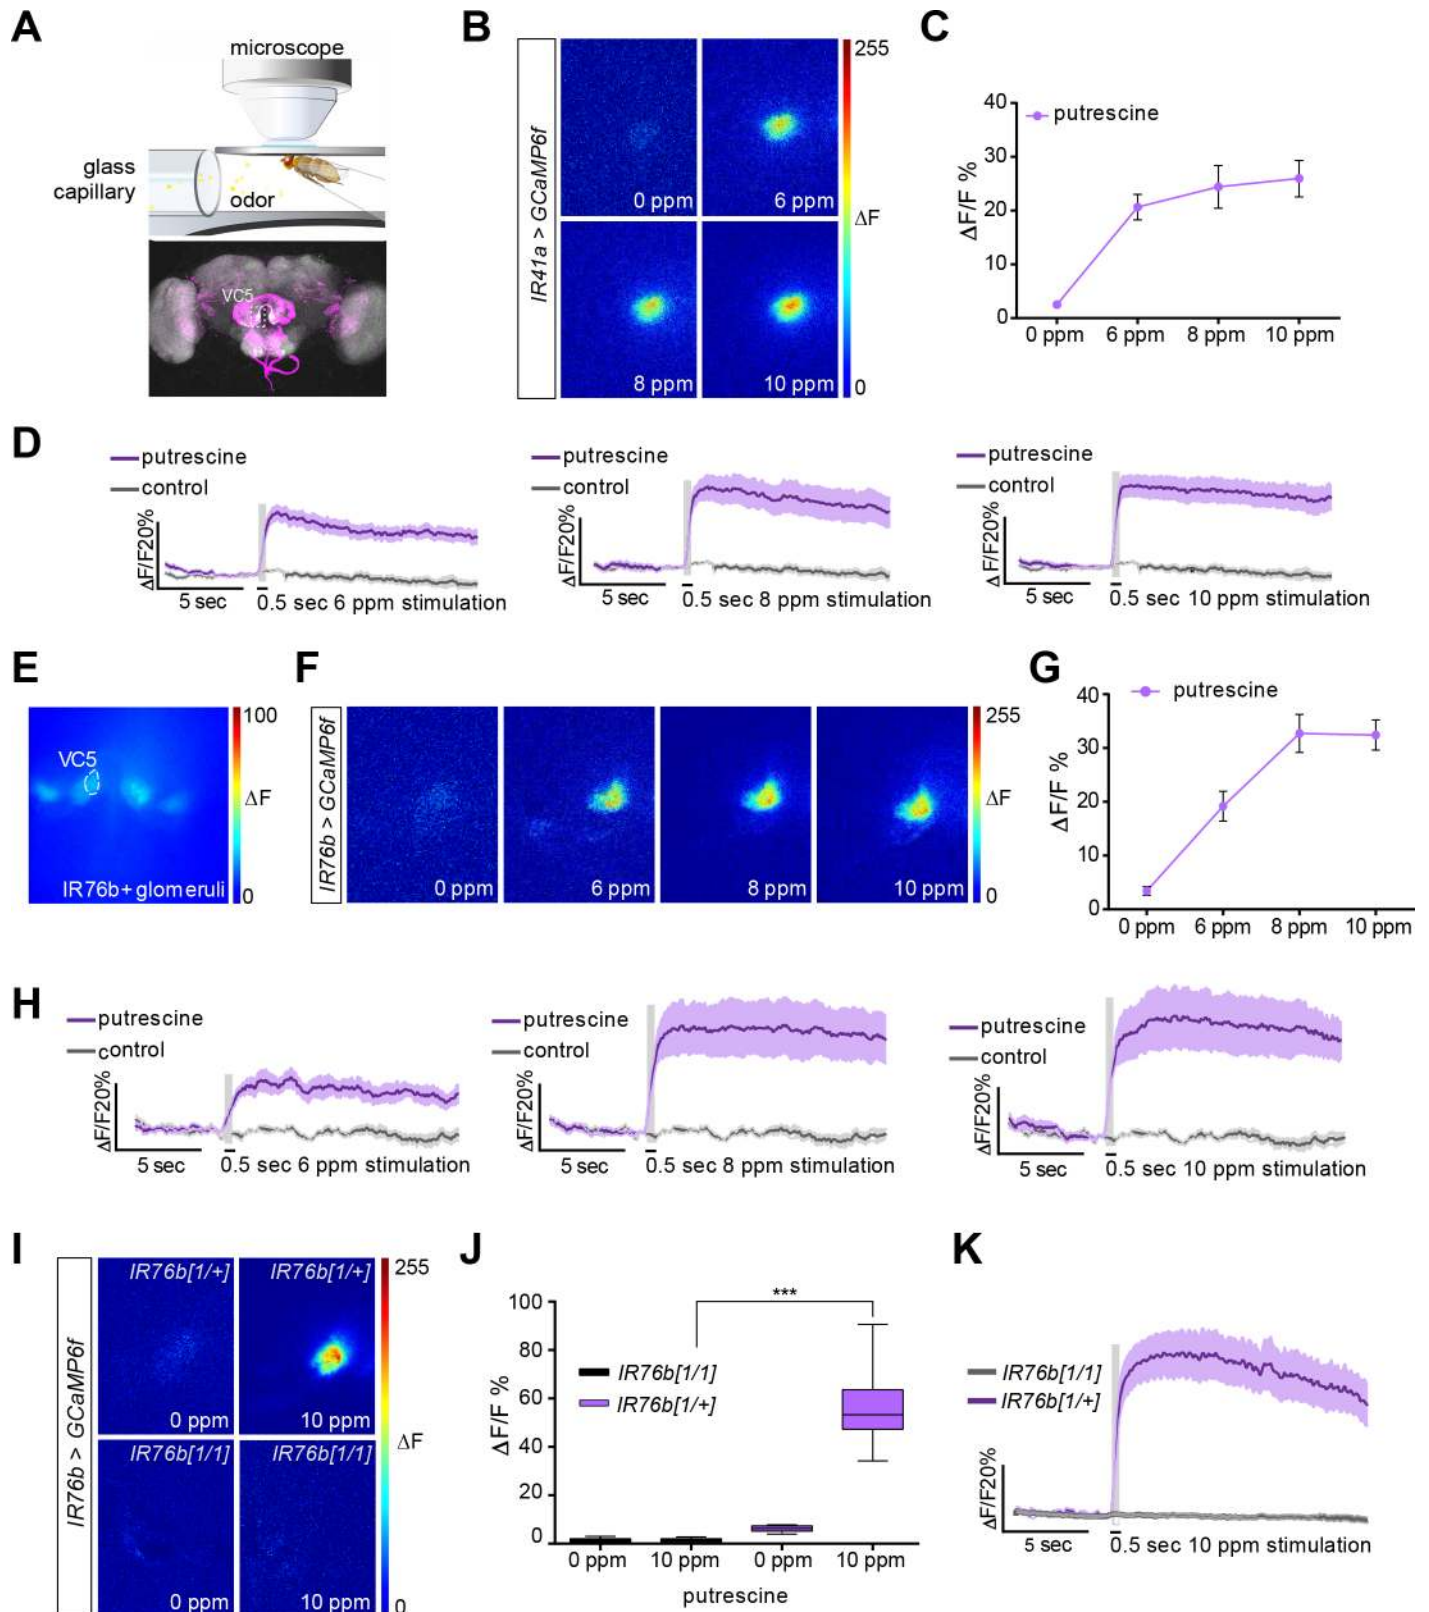 A
microscope
glass
capillary
odor
VC5
B
IR41a > GCaMP6f
0 ppm
6 ppm
8 ppm
10 ppm
255
ΔF
0
C
putrescine
ΔF/F %
40
30
20
10
0
0 ppm
6 ppm
8 ppm
10 ppm
D
putrescine
control
ΔF/F20%
5 sec
0.5 sec 6 ppm stimulation
putrescine
control
ΔF/F20%
5 sec
0.5 sec 8 ppm stimulation
putrescine
control
ΔF/F20%
5 sec
0.5 sec 10 ppm stimulation
E
VC5
IR76b+ glomeruli
100
ΔF
0
F
IR76b > GCaMP6f
0 ppm
6 ppm
8 ppm
10 ppm
255
ΔF
0
G
putrescine
ΔF/F %
40
30
20
10
0
0 ppm
6 ppm
8 ppm
10 ppm
H
putrescine
control
ΔF/F20%
5 sec
0.5 sec 6 ppm stimulation
putrescine
control
ΔF/F20%
5 sec
0.5 sec 8 ppm stimulation
putrescine
control
ΔF/F20%
5 sec
0.5 sec 10 ppm stimulation
I
IR76b > GCaMP6f
IR76b[1/+]
0 ppm
IR76b[1/+]
10 ppm
IR76b[1/1]
0 ppm
IR76b[1/1]
10 ppm
255
ΔF
0
J
***
IR76b[1/1]
IR76b[1/+]
ΔF/F %
100
80
60
40
20
0
0 ppm
10 ppm
0 ppm
10 ppm
putrescine
K
IR76b[1/1]
IR76b[1/+]
ΔF/F20%
5 sec
0.5 sec 10 ppm stimulation